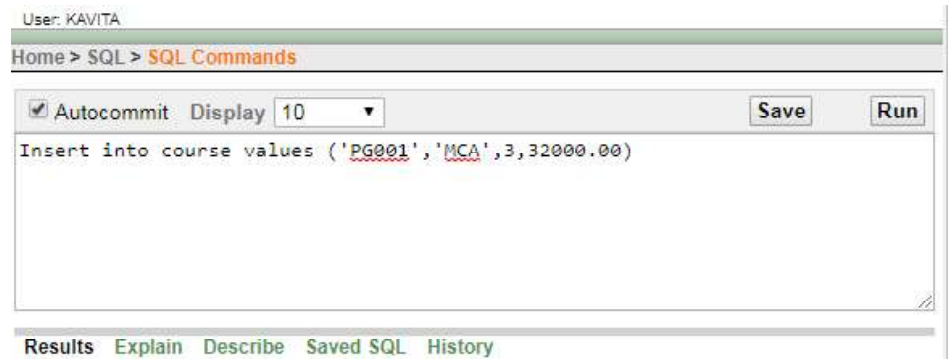 User: KAVITA
Home > SQL > SQL Commands
Autocommit Display 10 Save Run
Insert into course values ('PG001','MCA',3,32000.00)
Results Explain Describe Saved SQL History